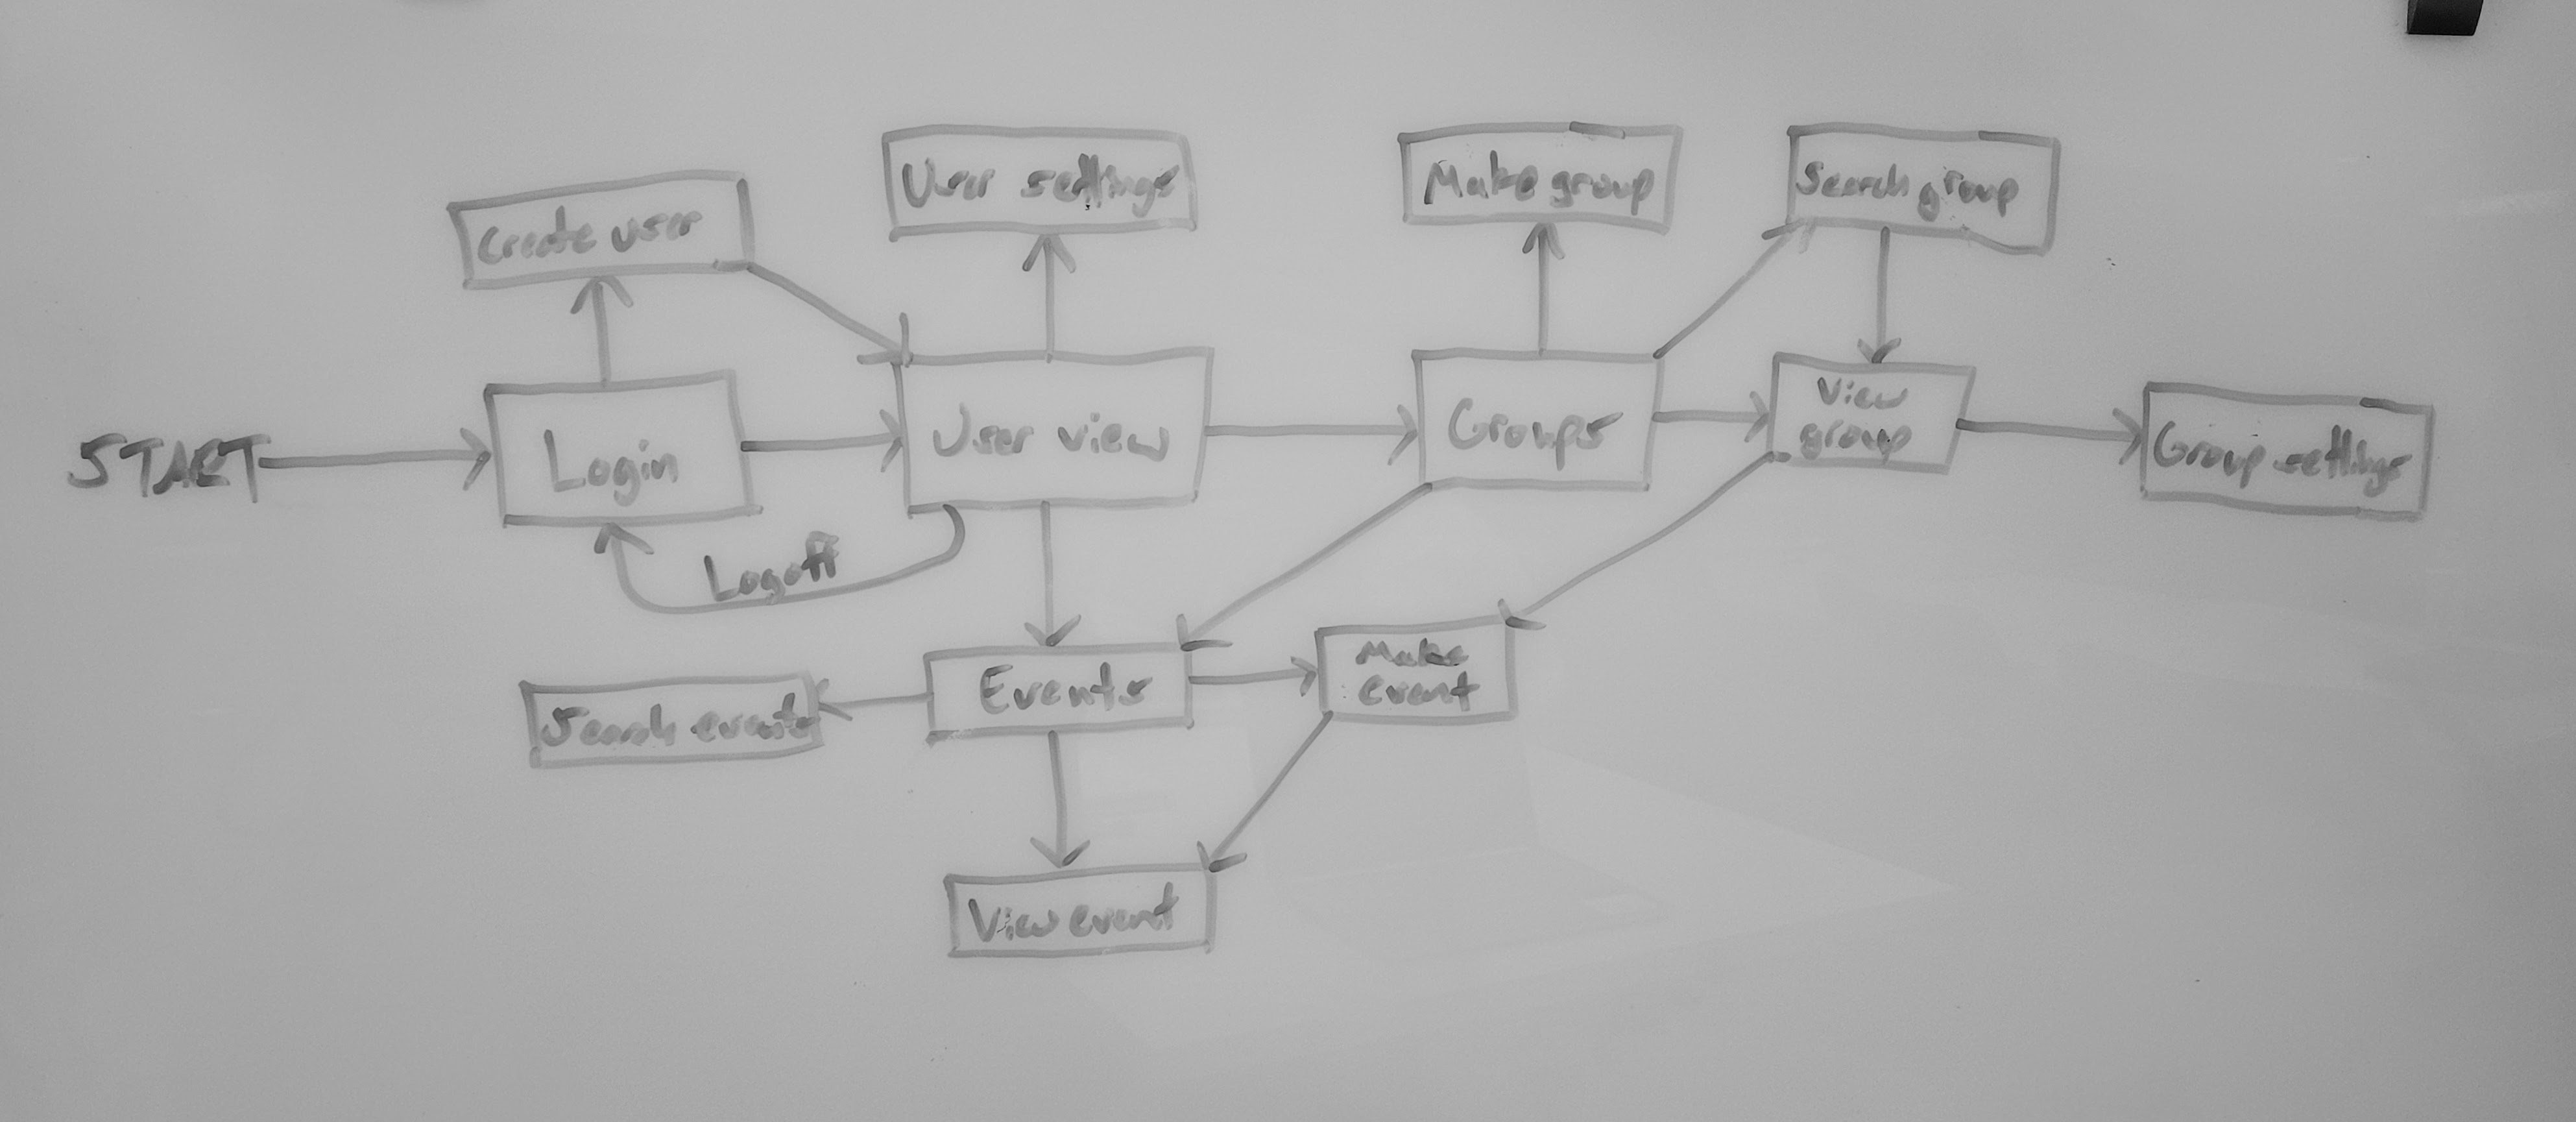 Create user
User settings
Make group
Search group
START
Login
User view
Groups
View
group
Group settings
Logoff
Search events
Events
Make
event
View event